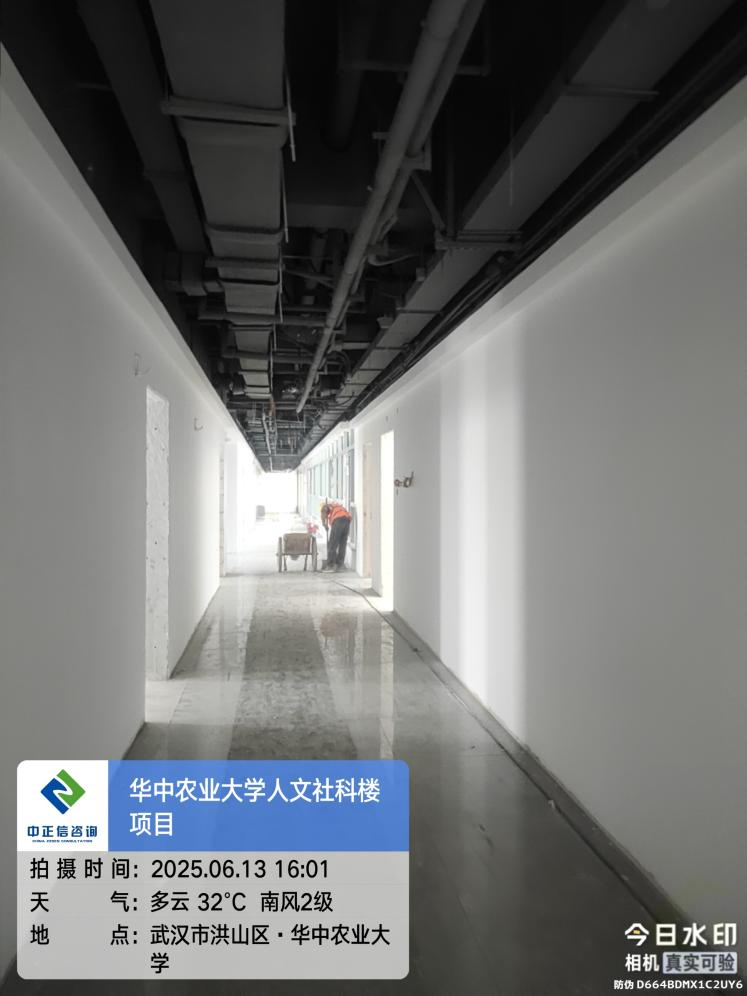 华中农业大学人文社科楼
项目
中正信咨询
CHINA ZEXIN CONSULTATION
拍摄时间：2025.06.13 16:01
天气：多云 32℃ 南风2级
地点：武汉市洪山区·华中农业大
学
今日水印
相机 真实可验
防伪 D664BDMX1C2UY6